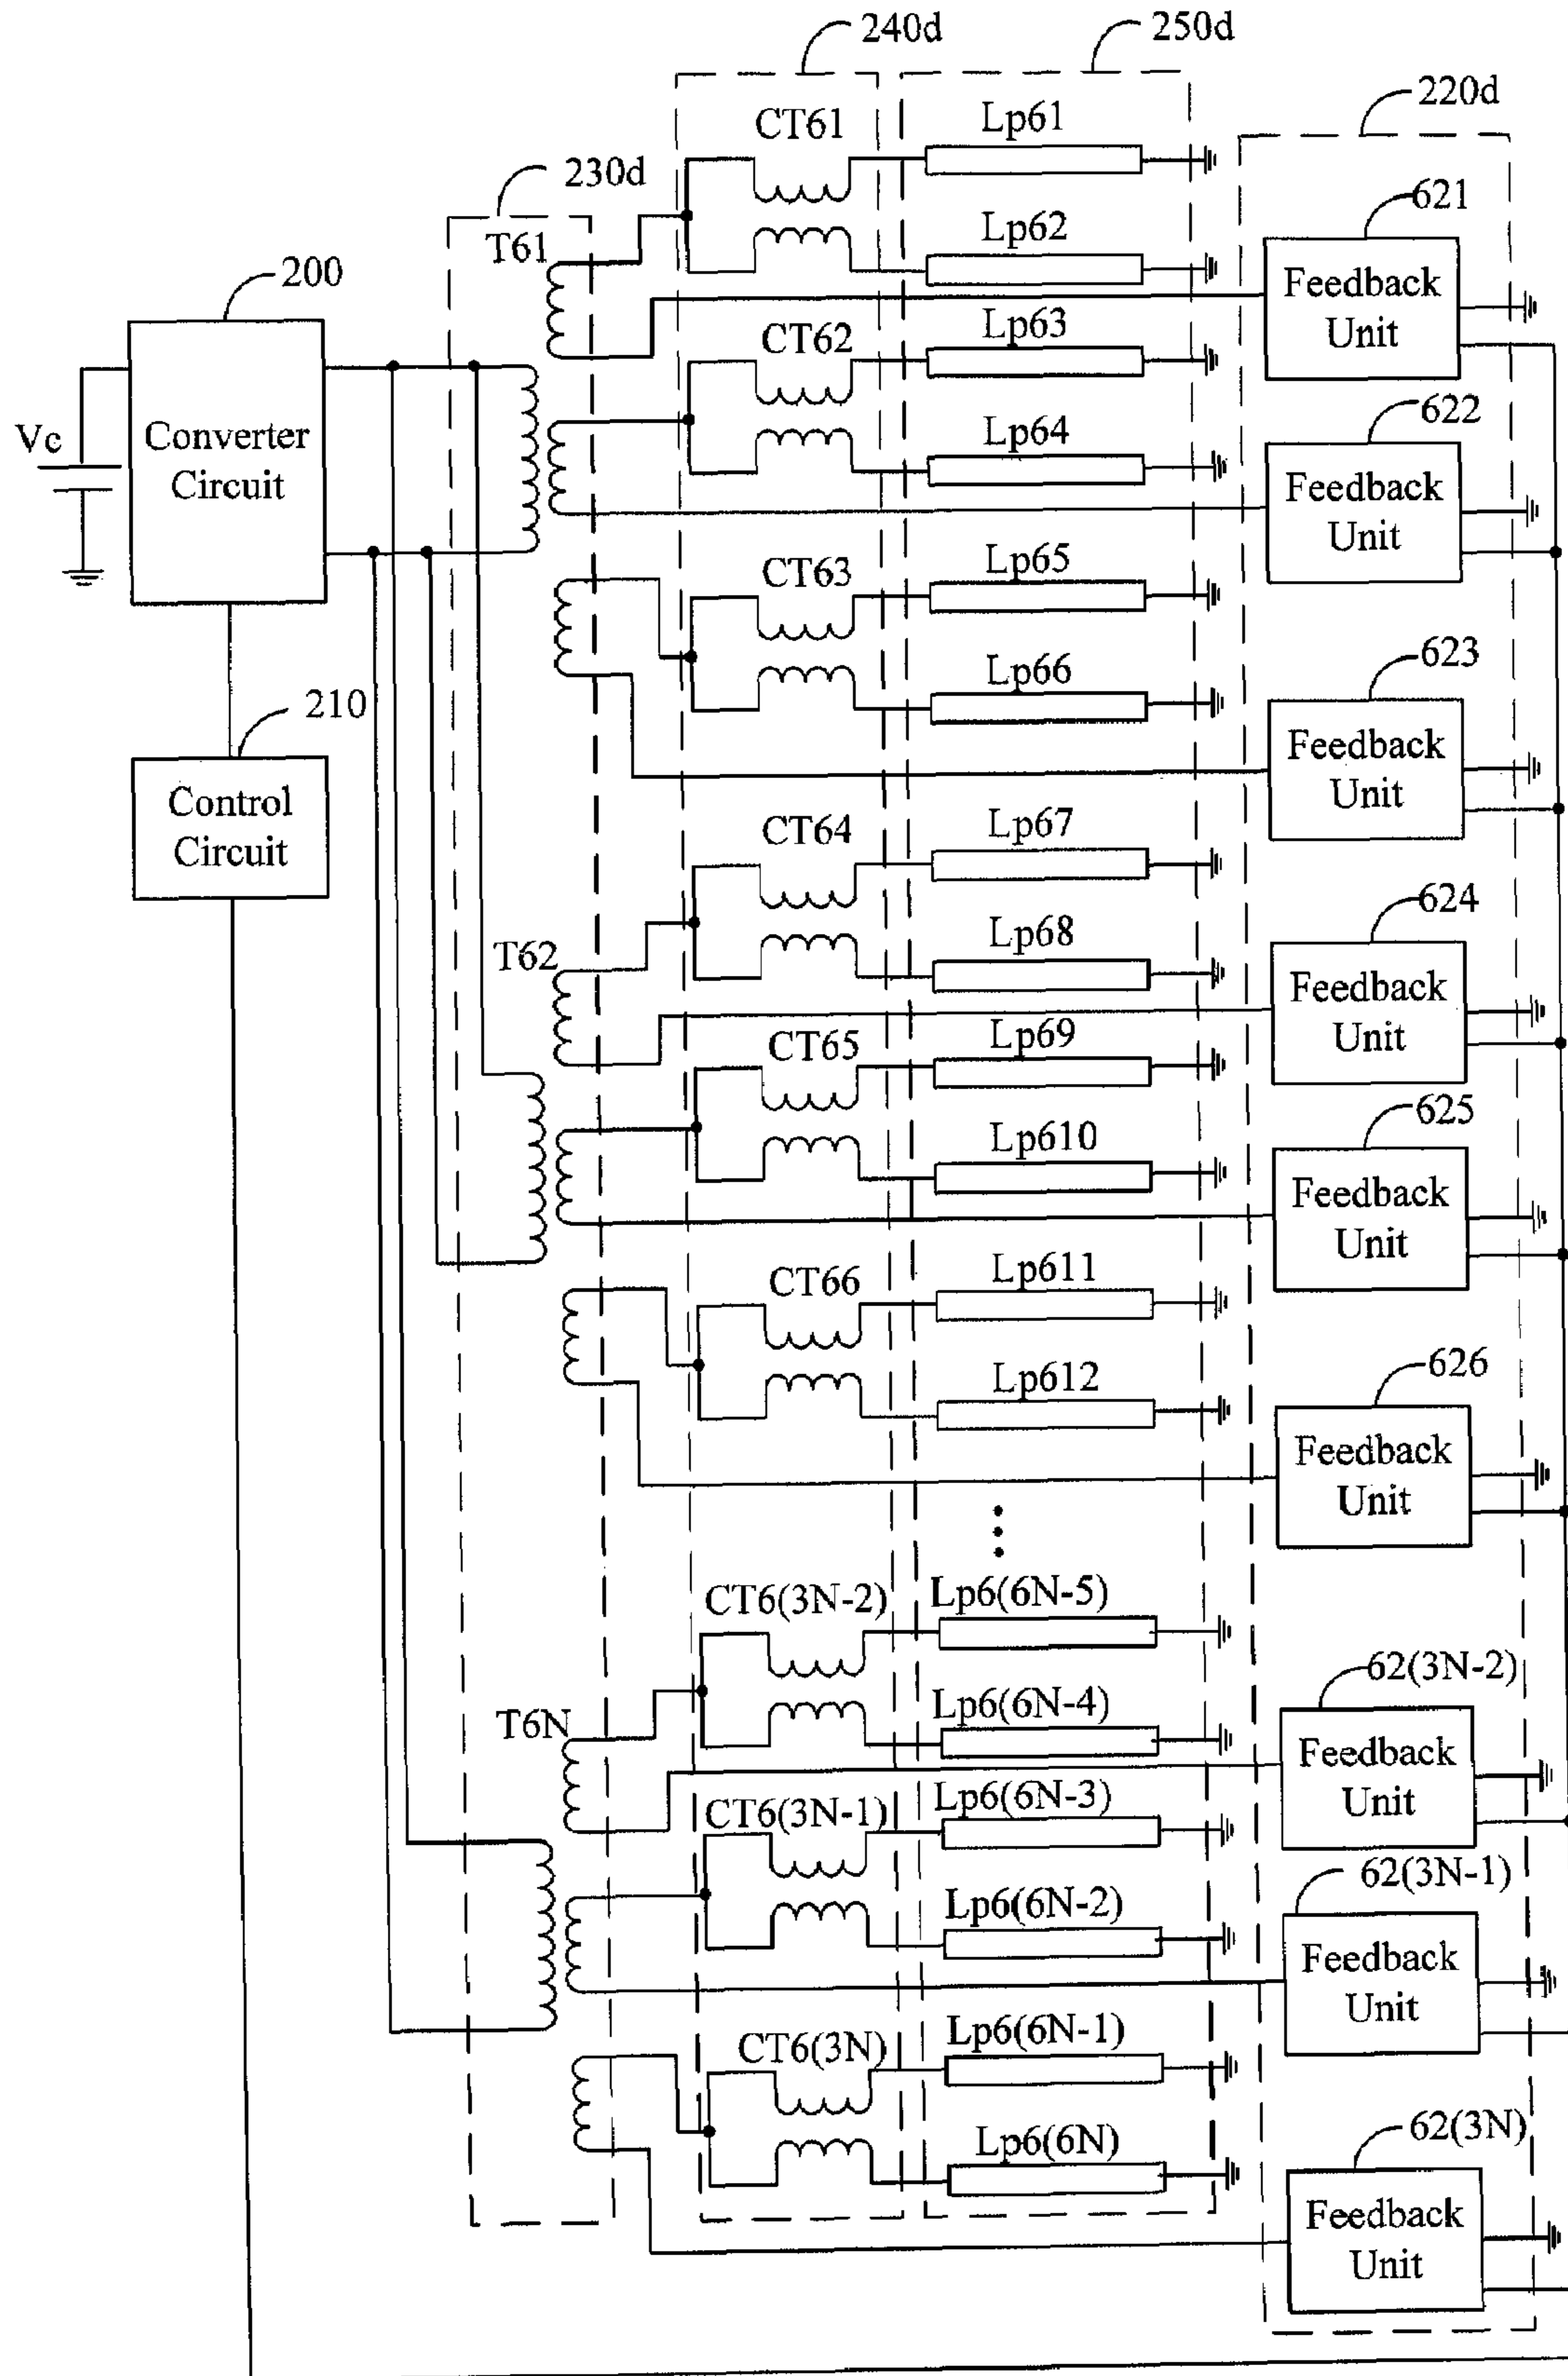 240d
250d
220d
230d
CT61
Lp61
T61
Lp62
621
Feedback
Unit
200
CT62
Lp63
Vc
Converter
Circuit
Lp64
622
Feedback
Unit
CT63
Lp65
Lp66
623
Feedback
Unit
210
Control
Circuit
CT64
Lp67
T62
Lp68
624
Feedback
Unit
CT65
Lp69
Lp610
625
Feedback
Unit
CT66
Lp611
Lp612
626
Feedback
Unit
CT6(3N-2)
Lp6(6N-5)
T6N
Lp6(6N-4)
62(3N-2)
Feedback
Unit
CT6(3N-1)
Lp6(6N-3)
Lp6(6N-2)
62(3N-1)
Feedback
Unit
CT6(3N)
Lp6(6N-1)
Lp6(6N)
62(3N)
Feedback
Unit